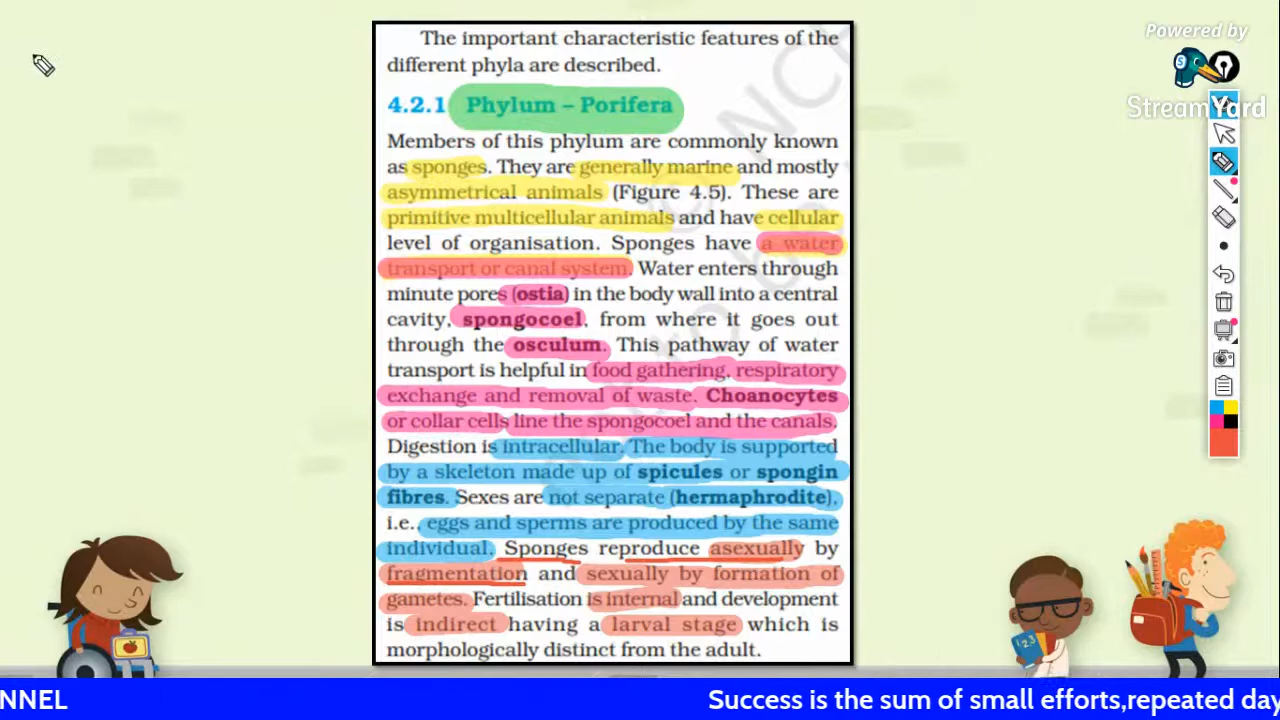 The important characteristic features of the
different phyla are described.
4.2.1 Phylum – Porifera
Members of this phylum are commonly known
as sponges. They are generally marine and mostly
asymmetrical animals (Figure 4.5). These are
primitive multicellular animals and have cellular
level of organisation. Sponges have a water
transport or canal system. Water enters through
minute pores (ostia) in the body wall into a central
cavity, spongocoel, from where it goes out
through the osculum. This pathway of water
transport is helpful in food gathering, respiratory
exchange and removal of waste. Choanocytes
or collar cells line the spongocoel and the canals.
Digestion is intracellular. The body is supported
by a skeleton made up of spicules or spongin
fibres. Sexes are not separate (hermaphrodite),
i.e., eggs and sperms are produced by the same
individual. Sponges reproduce asexually by
fragmentation and sexually by formation of
gametes. Fertilisation is internal and development
is indirect having a larval stage which is
morphologically distinct from the adult.
Powered by
StreamYard
1 2 3
NNEL
Success is the sum of small efforts,repeated day